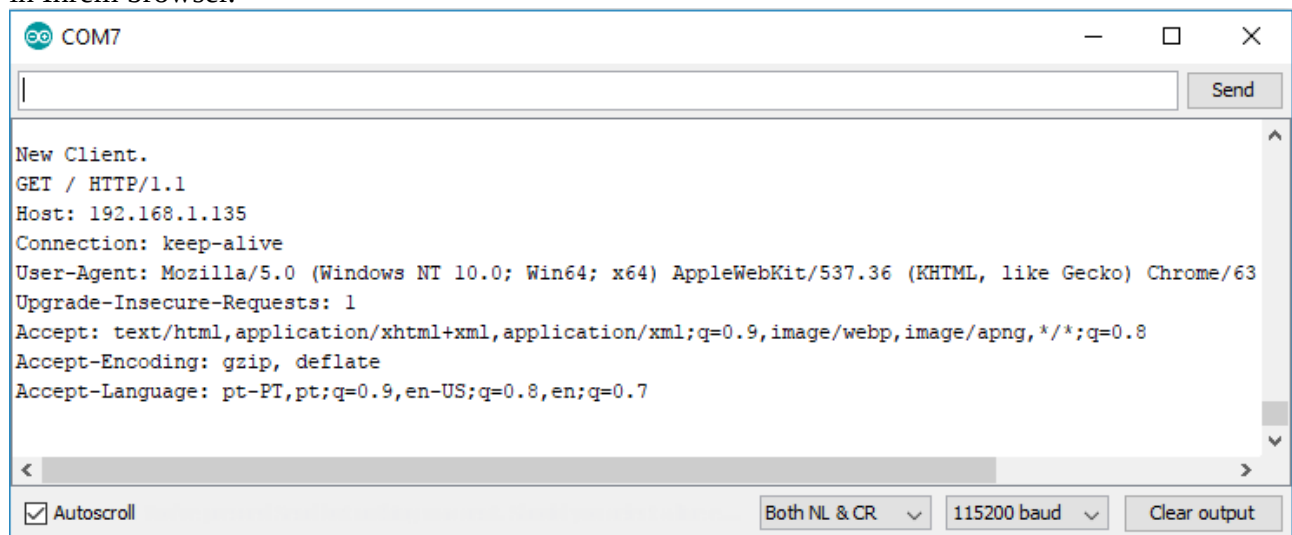 in Ihrem Browser.
COM7
Send
New Client.
GET / HTTP/1.1
Host: 192.168.1.135
Connection: keep-alive
User-Agent: Mozilla/5.0 (Windows NT 10.0; Win64; x64) AppleWebKit/537.36 (KHTML, like Gecko) Chrome/63
Upgrade-Insecure-Requests: 1
Accept: text/html,application/xhtml+xml,application/xml;q=0.9,image/webp,image/apng,*/*;q=0.8
Accept-Encoding: gzip, deflate
Accept-Language: pt-PT,pt;q=0.9,en-US;q=0.8,en;q=0.7
Autoscroll Both NL & CR 115200 baud Clear output